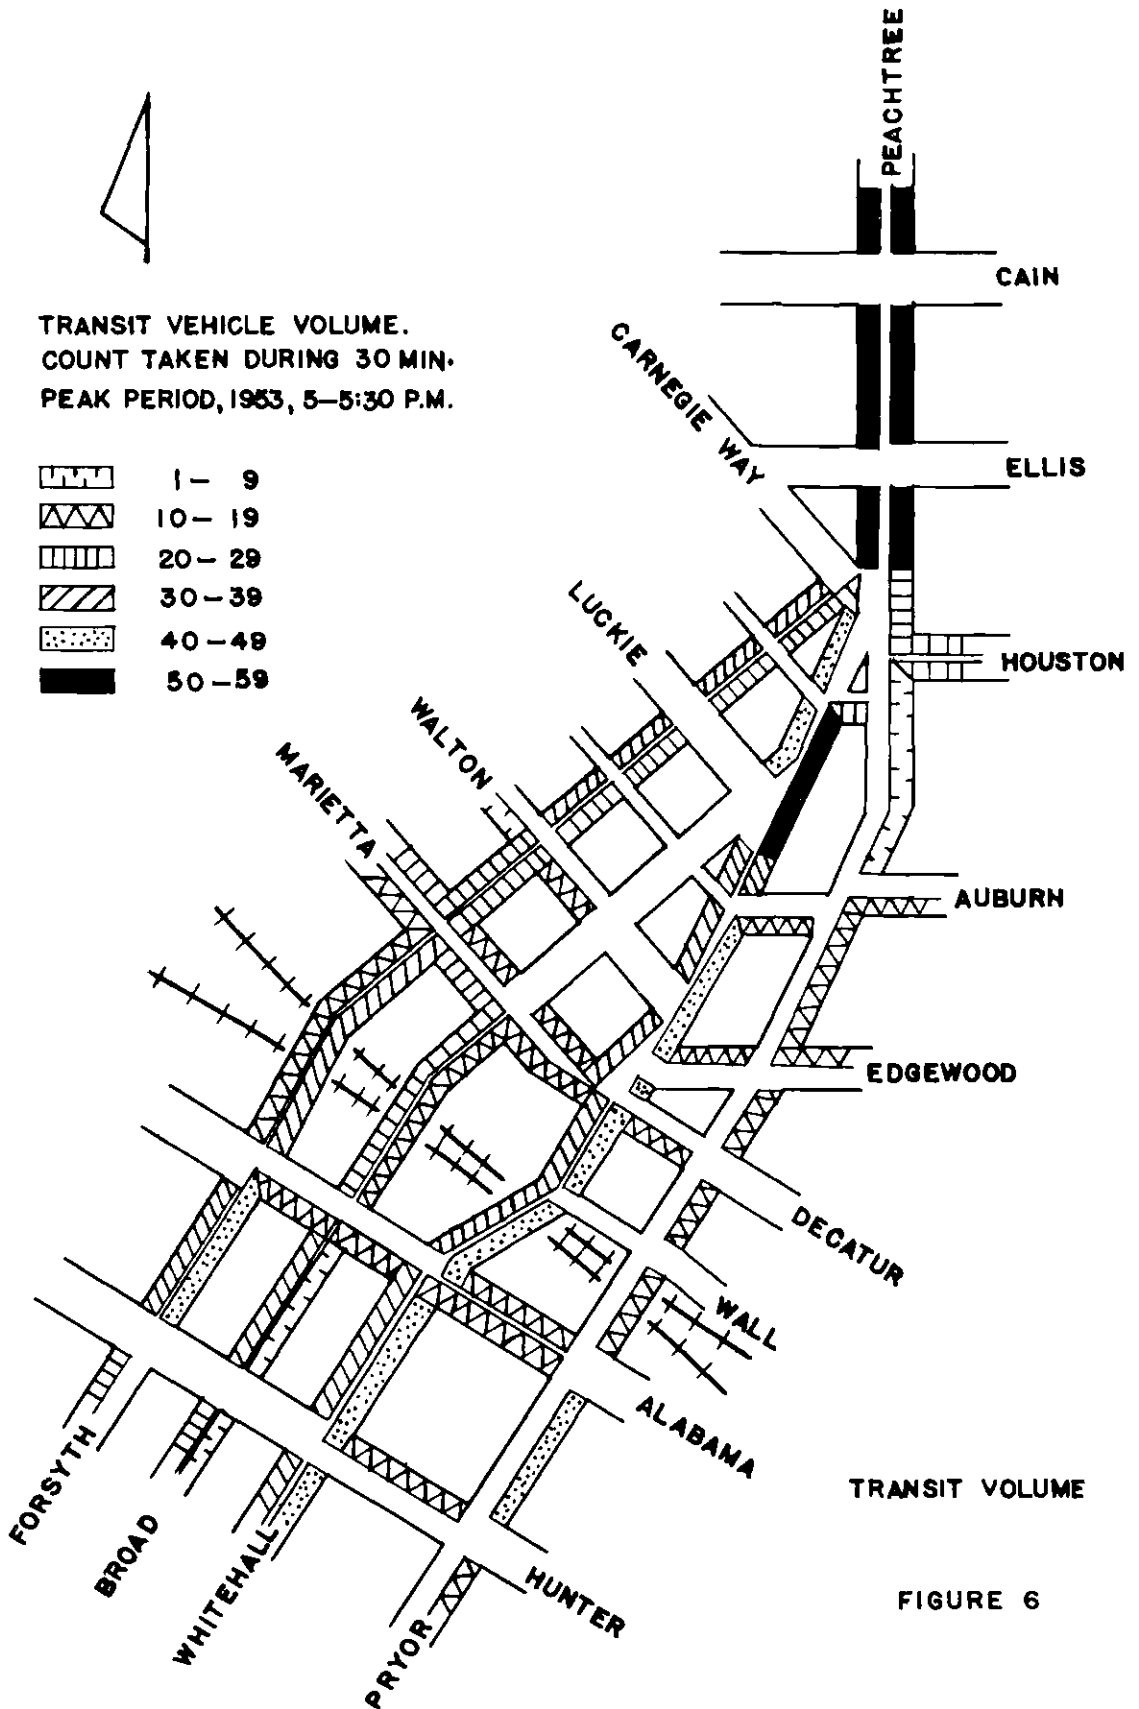 PEACHTREE
CAIN
TRANSIT VEHICLE VOLUME.
COUNT TAKEN DURING 30 MIN.
PEAK PERIOD, 1953, 5–5:30 P.M.
CARNEGIE WAY
ELLIS
1 – 9
10 – 19
20 – 29
30 – 39
40 – 49
50 – 59
LUCKIE
HOUSTON
WALTON
MARIETTA
AUBURN
EDGEWOOD
DECATUR
WALL
ALABAMA
FORSYTH
BROAD
WHITEHALL
PRYOR
HUNTER
TRANSIT VOLUME
FIGURE 6